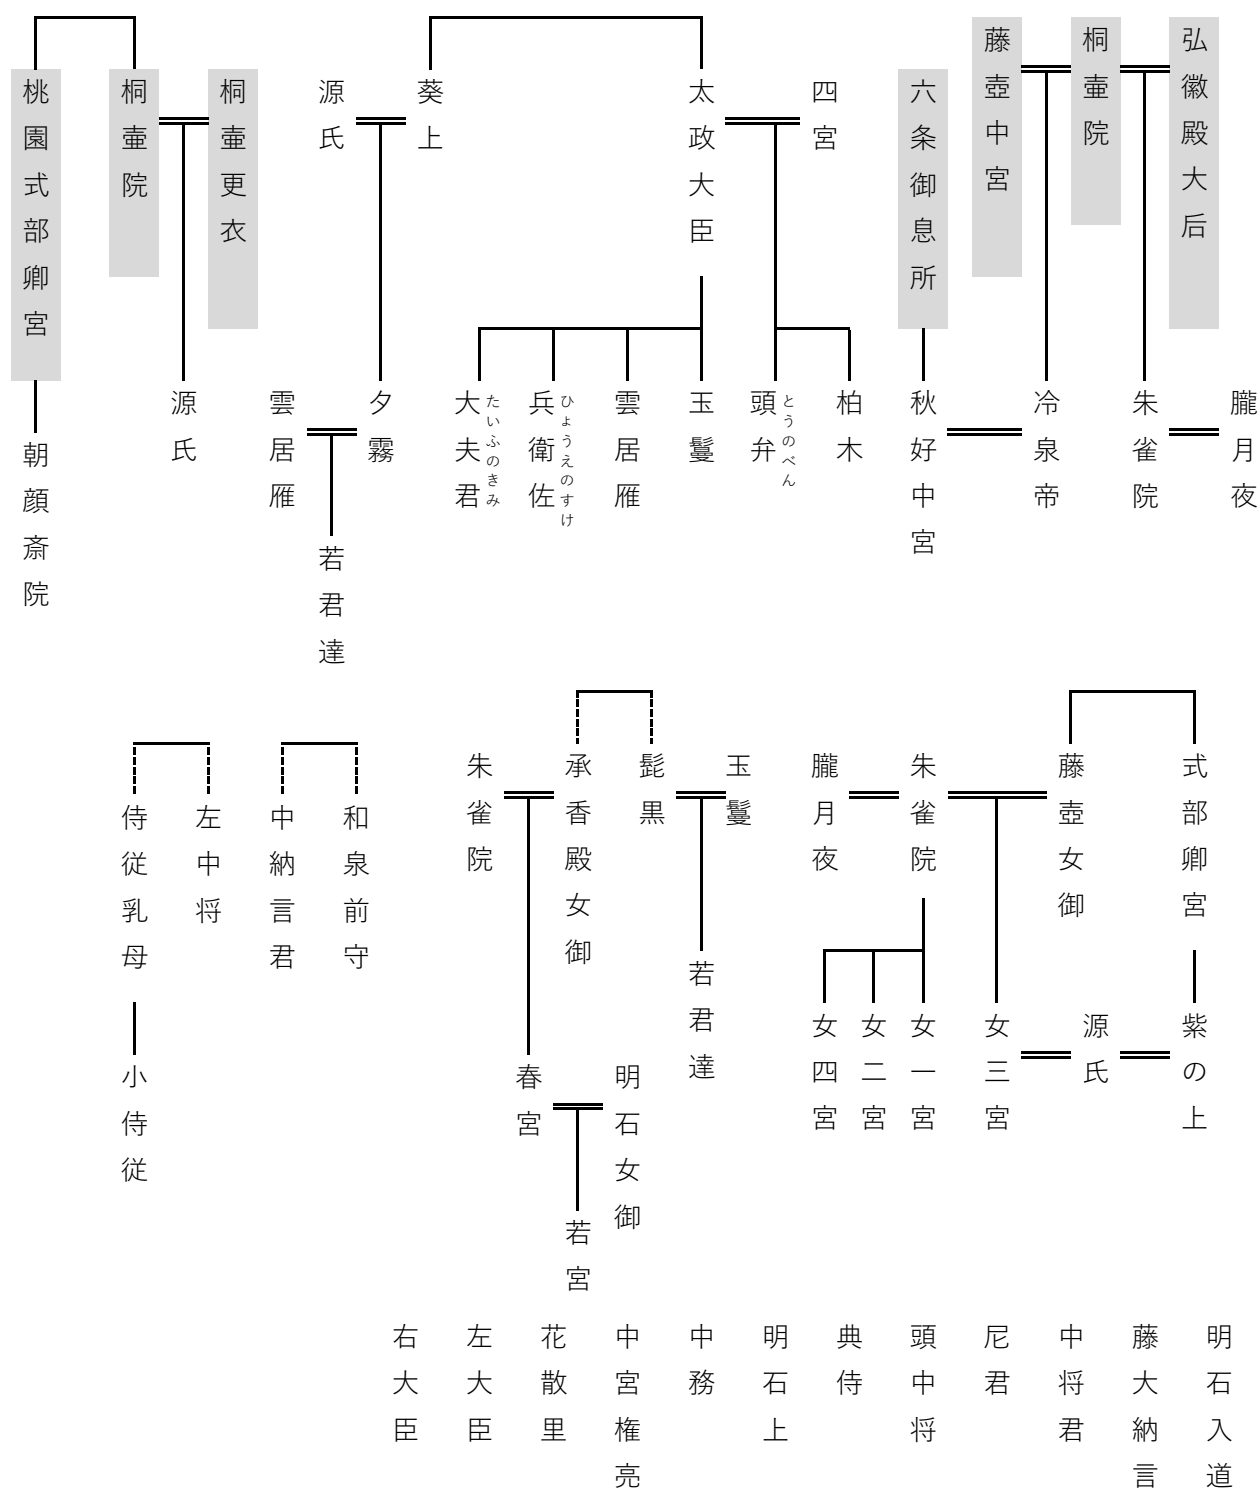 弘徽殿大后
桐壷院
藤壺中宮
六条御息所
四宮
太政大臣
葵上
源氏
桐壷更衣
桐壷院
桃園式部卿宮
朧月夜
朱雀院
冷泉帝
秋好中宮
柏木
頭弁
とうのべん
玉鬘
雲居雁
兵衛佐
ひょうえのすけ
大夫君
たいふのきみ
夕霧
雲居雁
源氏
朝顔斎院
若君達
式部卿宮
藤壺女御
朱雀院
朧月夜
玉鬘
髭黒
承香殿女御
朱雀院
和泉前守
中納言君
左中将
侍従乳母
紫の上
源氏
女三宮
女一宮
女二宮
女四宮
若君達
明石女御
春宮
小侍従
若宮
明石入道
藤大納言
中将君
尼君
頭中将
典侍
明石上
中務
中宮権亮
花散里
左大臣
右大臣